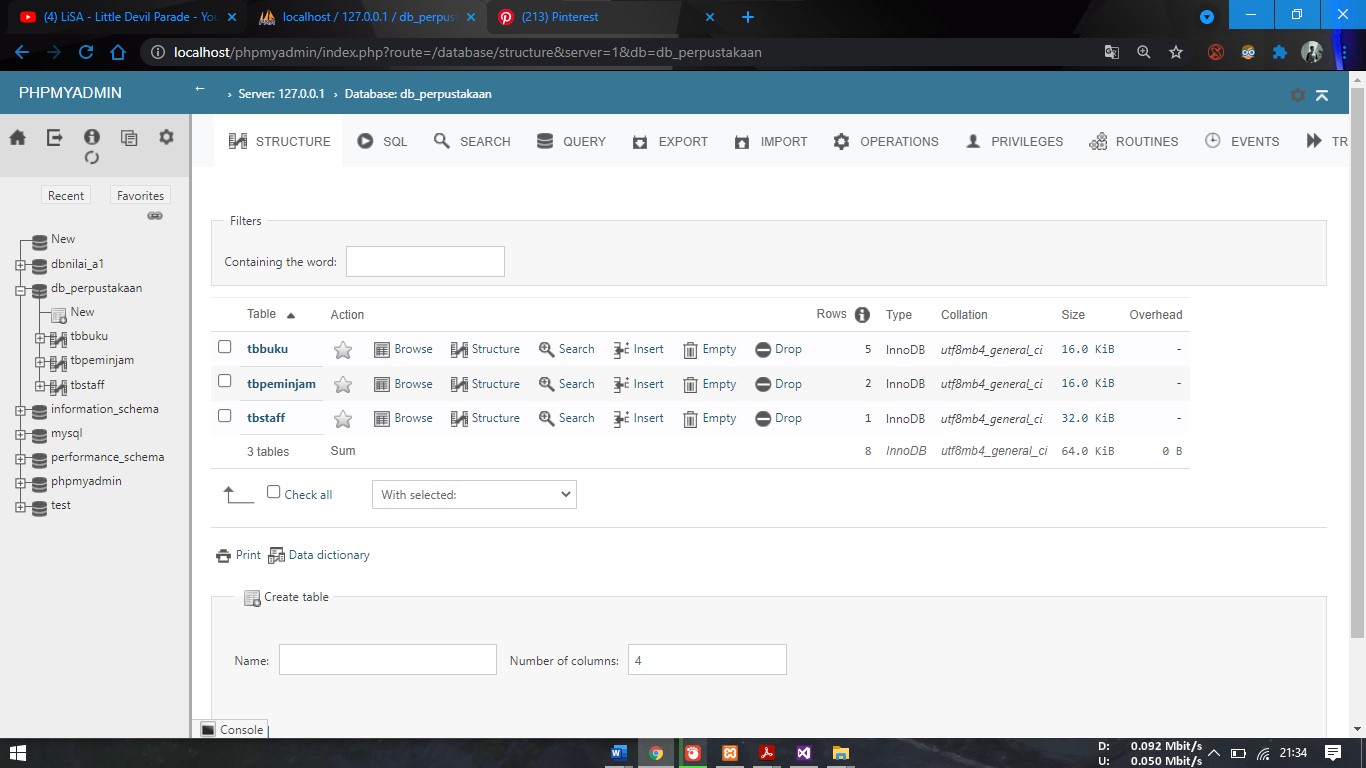 (4) LiSA - Little Devil Parade - You
localhost / 127.0.0.1 / db_perpust
(213) Pinterest
localhost/phpmyadmin/index.php?route=/database/structure&server=1&db=db_perpustakaan
PHPMYADMIN
Server: 127.0.0.1 › Database: db_perpustakaan
STRUCTURE SQL SEARCH QUERY EXPORT IMPORT OPERATIONS PRIVILEGES ROUTINES EVENTS TR
Recent Favorites
New
dbnilai_a1
db_perpustakaan
New
tbbuku
tbpeminjam
tbstaff
information_schema
mysql
performance_schema
phpmyadmin
test
Filters
Containing the word:
Table Action Rows Type Collation Size Overhead
tbbuku Browse Structure Search Insert Empty Drop 5 InnoDB utf8mb4_general_ci 16.0 KiB -
tbpeminjam Browse Structure Search Insert Empty Drop 2 InnoDB utf8mb4_general_ci 16.0 KiB -
tbstaff Browse Structure Search Insert Empty Drop 1 InnoDB utf8mb4_general_ci 32.0 KiB -
3 tables Sum 8 InnoDB utf8mb4_general_ci 64.0 KiB 0 B
Check all With selected:
Print Data dictionary
Create table
Name: Number of columns: 4
Console
D: 0.092 Mbit/s
U: 0.050 Mbit/s
21:34